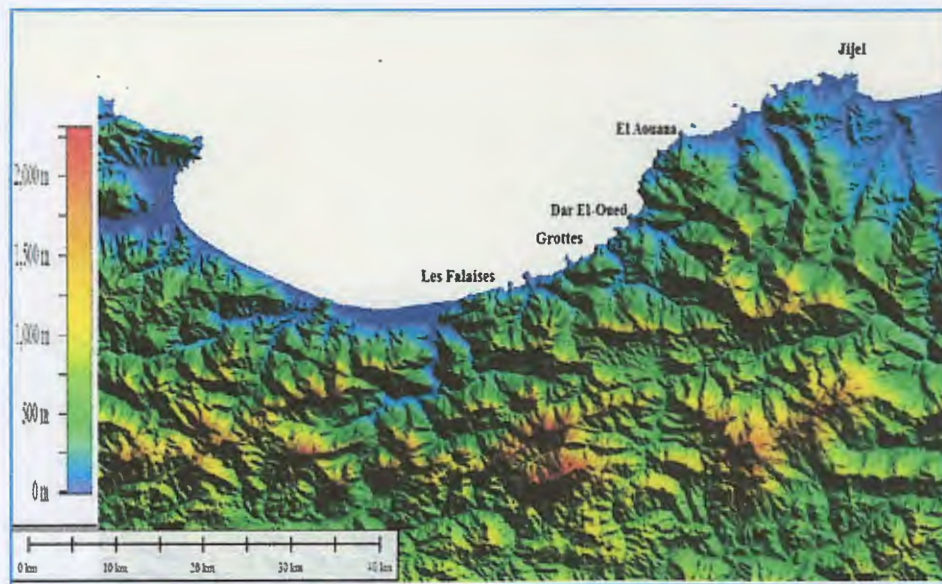 Jijel
El Aouana
Dar El-Oued
Grottes
Les Falaises
2,000 m
1,500 m
1,000 m
500 m
0 m
0 km 10 km 20 km 30 km 40 km